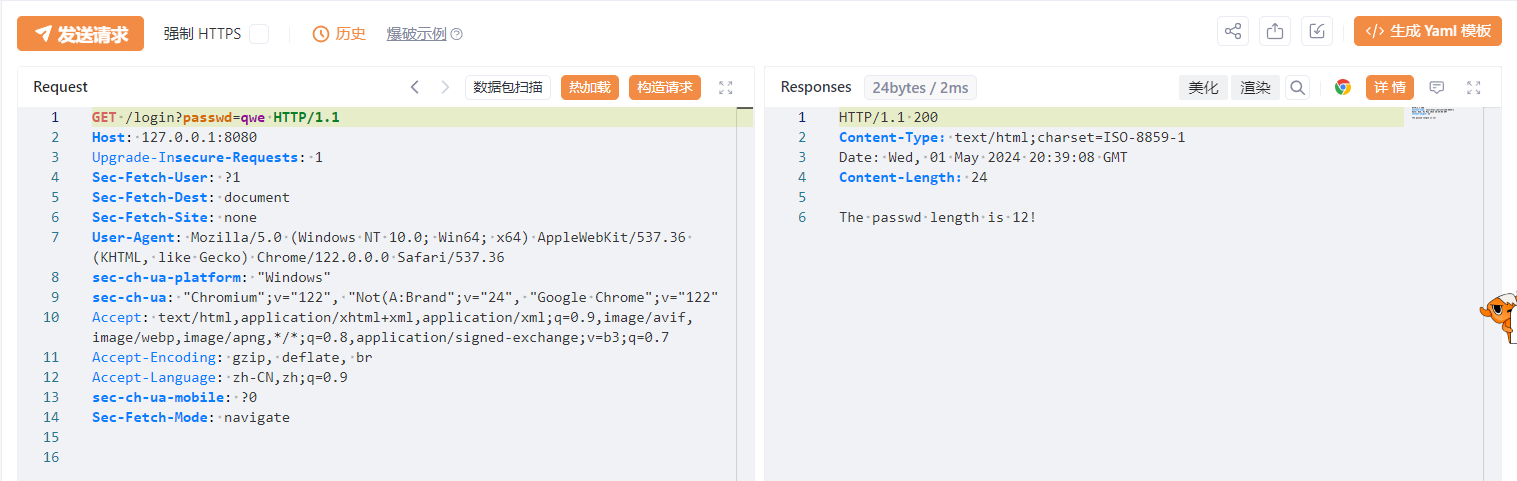 发送请求 强制 HTTPS 历史 爆破示例 生成 Yaml 模板
Request 数据包扫描 热加载 构造请求
1 GET /login?passwd=qwe HTTP/1.1
2 Host: 127.0.0.1:8080
3 Upgrade-Insecure-Requests: 1
4 Sec-Fetch-User: ?1
5 Sec-Fetch-Dest: document
6 Sec-Fetch-Site: none
7 User-Agent: Mozilla/5.0 (Windows NT 10.0; Win64; x64) AppleWebKit/537.36
(KHTML, like Gecko) Chrome/122.0.0.0 Safari/537.36
8 sec-ch-ua-platform: "Windows"
9 sec-ch-ua: "Chromium";v="122", "Not(A:Brand";v="24", "Google Chrome";v="122"
10 Accept: text/html,application/xhtml+xml,application/xml;q=0.9,image/avif,
image/webp,image/apng,*/*;q=0.8,application/signed-exchange;v=b3;q=0.7
11 Accept-Encoding: gzip, deflate, br
12 Accept-Language: zh-CN,zh;q=0.9
13 sec-ch-ua-mobile: ?0
14 Sec-Fetch-Mode: navigate
15
16
Responses 24bytes / 2ms 美化 渲染 详情
1 HTTP/1.1 200
2 Content-Type: text/html;charset=ISO-8859-1
3 Date: Wed, 01 May 2024 20:39:08 GMT
4 Content-Length: 24
5
6 The passwd length is 12!